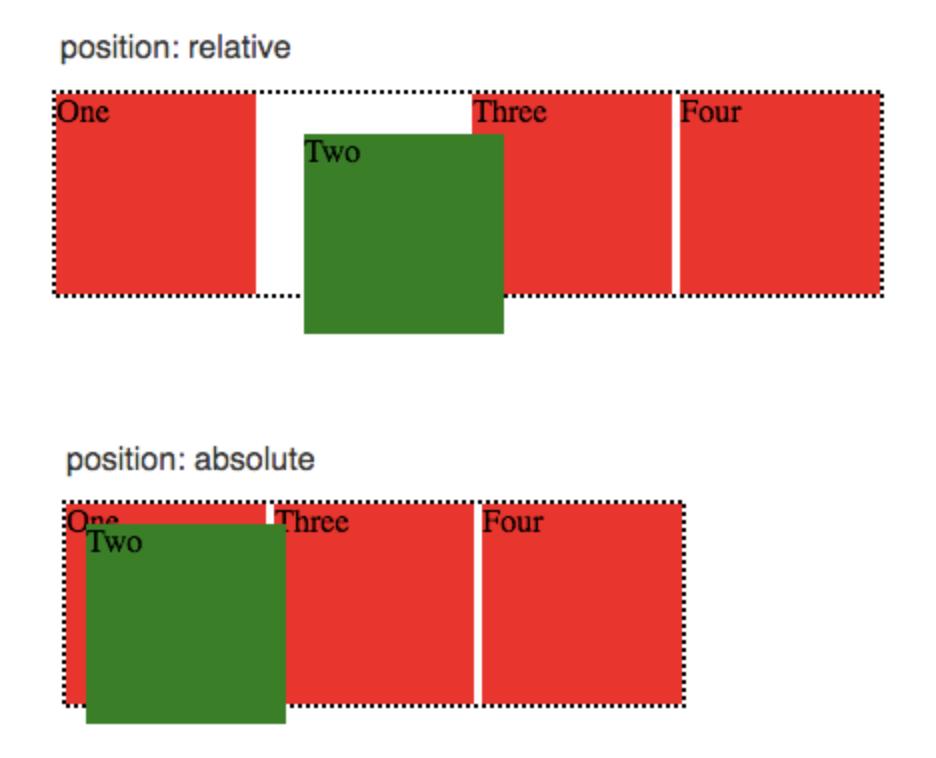 position: relative
One Three Four
Two
position: absolute
One Three Four
Two